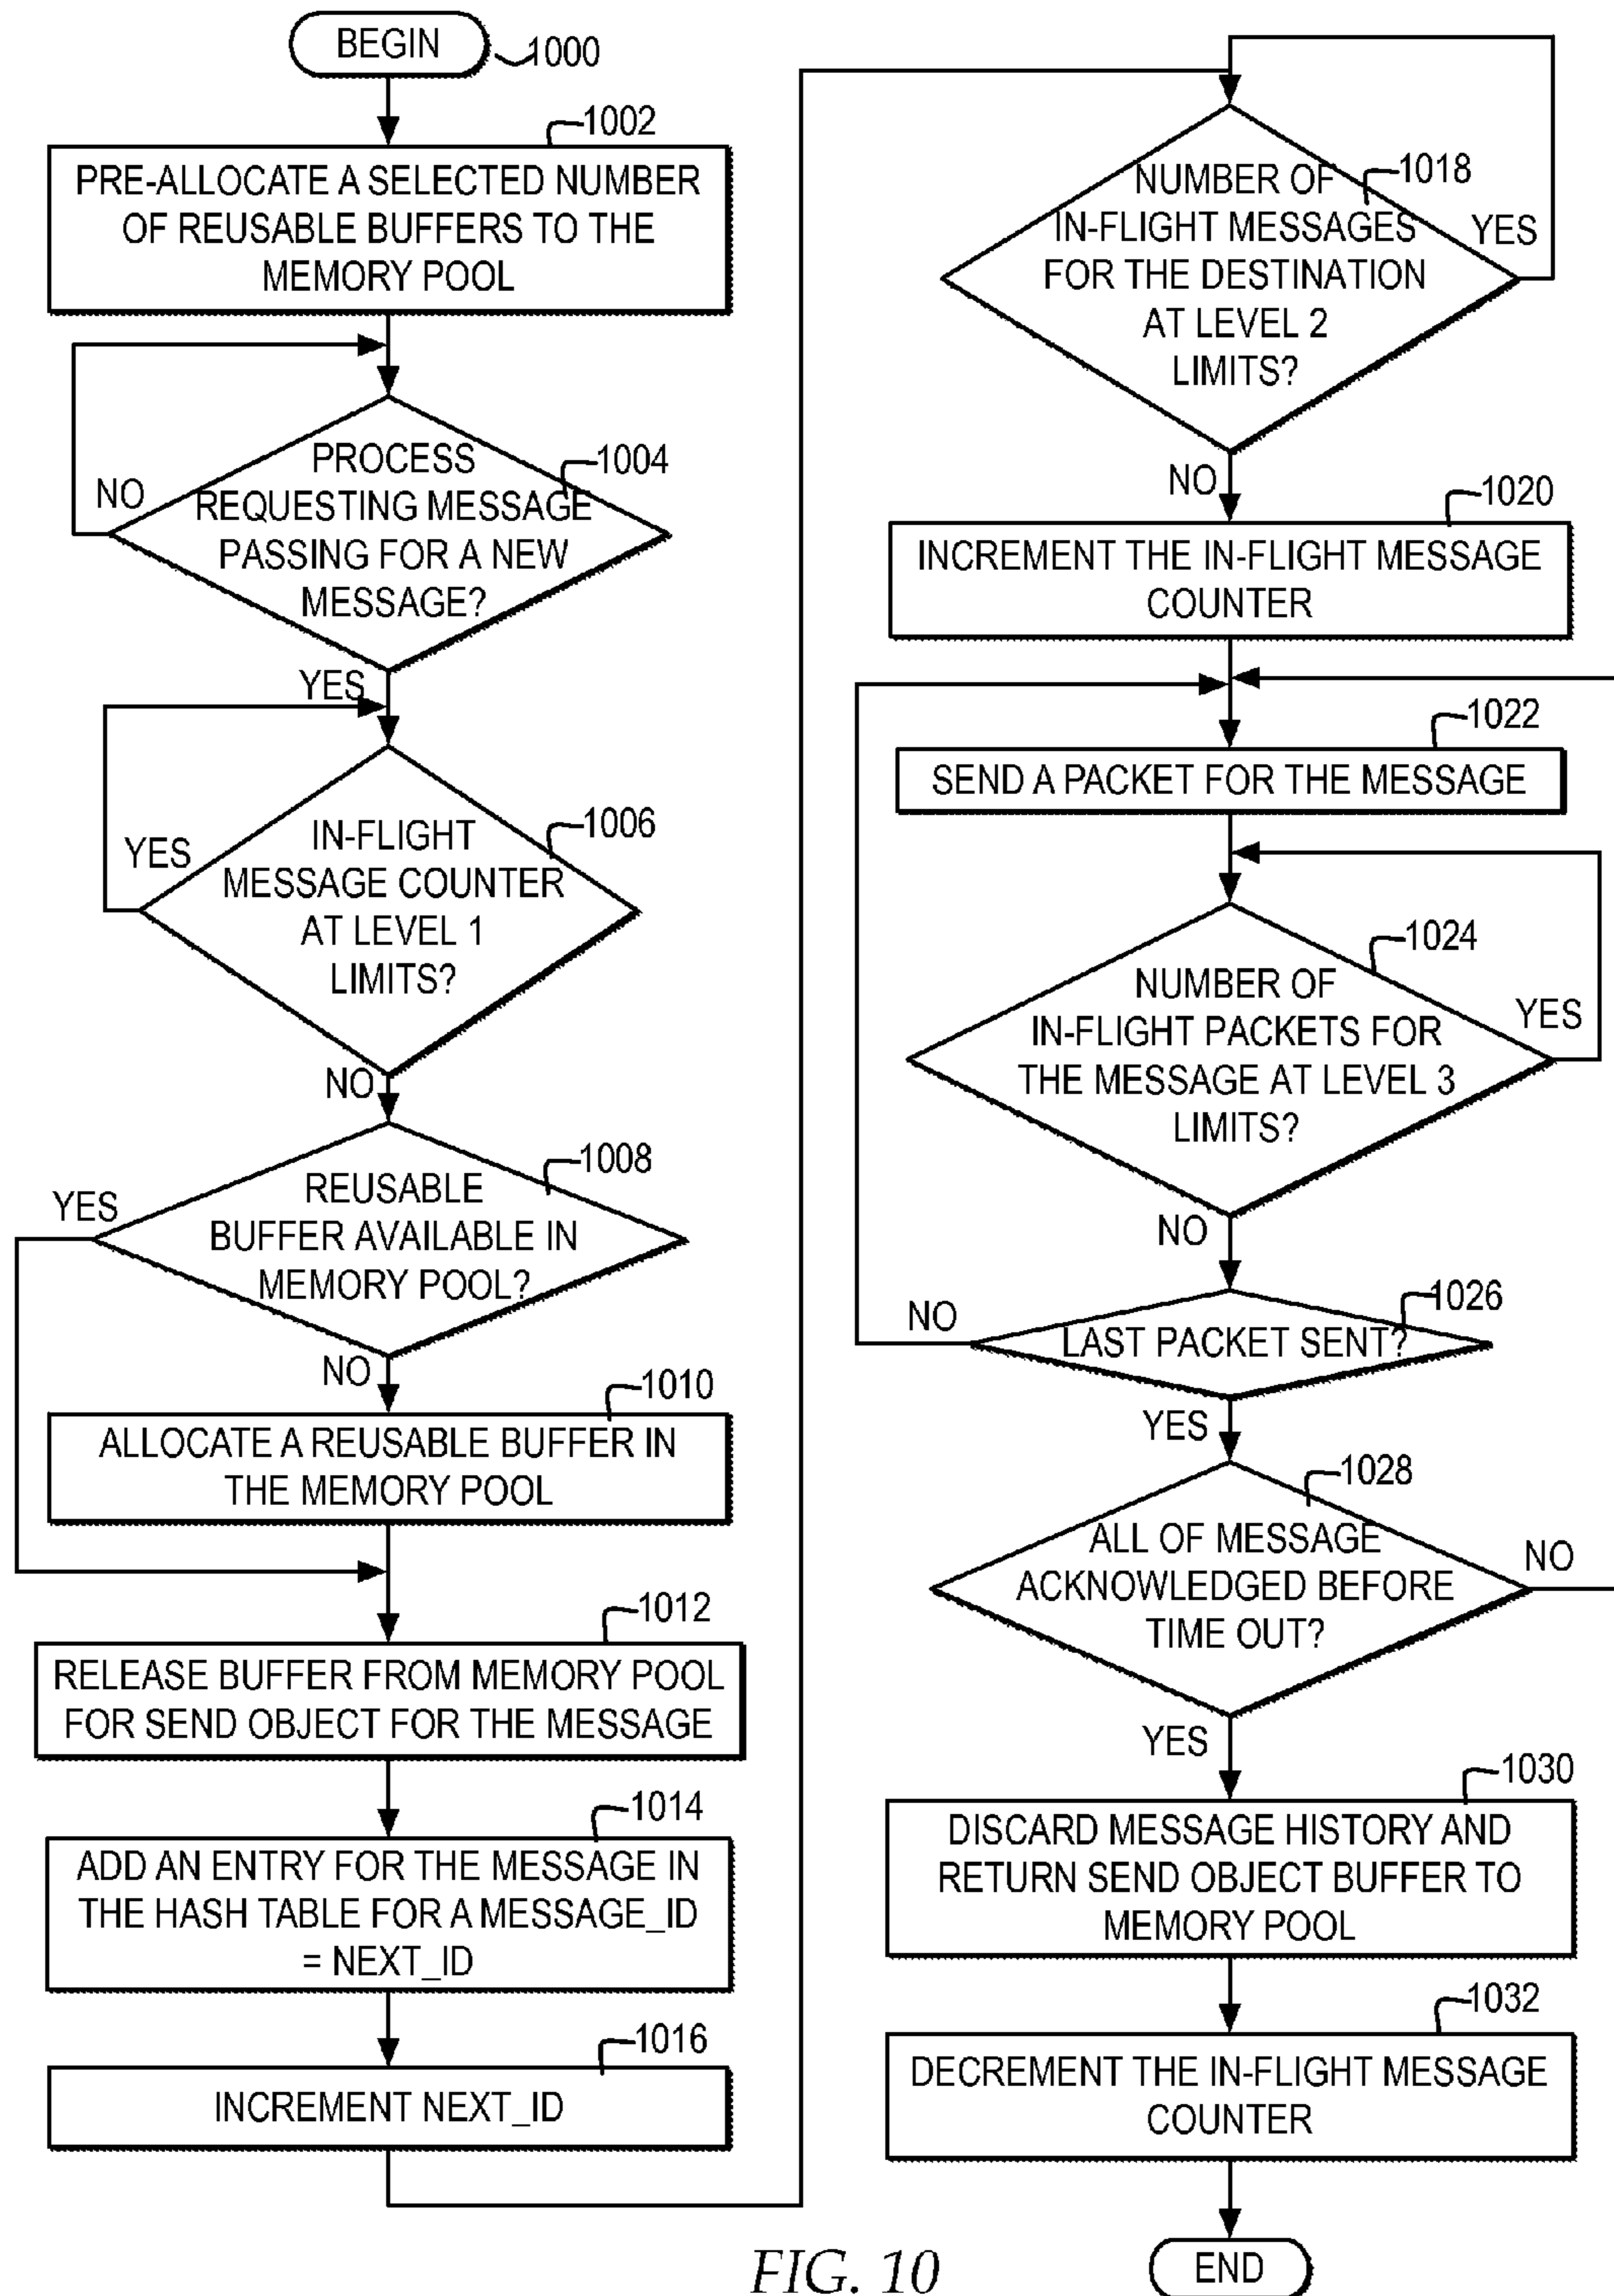 BEGIN
1000
1002
PRE-ALLOCATE A SELECTED NUMBER
OF REUSABLE BUFFERS TO THE
MEMORY POOL
PROCESS
1004
NO
REQUESTING MESSAGE
PASSING FOR A NEW
MESSAGE?
YES
IN-FLIGHT
1006
YES
MESSAGE COUNTER
AT LEVEL 1
LIMITS?
NO
1008
YES
REUSABLE
BUFFER AVAILABLE IN
MEMORY POOL?
NO
1010
ALLOCATE A REUSABLE BUFFER IN
THE MEMORY POOL
1012
RELEASE BUFFER FROM MEMORY POOL
FOR SEND OBJECT FOR THE MESSAGE
1014
ADD AN ENTRY FOR THE MESSAGE IN
THE HASH TABLE FOR A MESSAGE_ID
= NEXT_ID
1016
INCREMENT NEXT_ID
NUMBER OF
1018
IN-FLIGHT MESSAGES
YES
FOR THE DESTINATION
AT LEVEL 2
LIMITS?
NO
1020
INCREMENT THE IN-FLIGHT MESSAGE
COUNTER
1022
SEND A PACKET FOR THE MESSAGE
1024
NUMBER OF
YES
IN-FLIGHT PACKETS FOR
THE MESSAGE AT LEVEL 3
LIMITS?
NO
1026
NO
LAST PACKET SENT?
YES
1028
ALL OF MESSAGE
NO
ACKNOWLEDGED BEFORE
TIME OUT?
YES
1030
DISCARD MESSAGE HISTORY AND
RETURN SEND OBJECT BUFFER TO
MEMORY POOL
1032
DECREMENT THE IN-FLIGHT MESSAGE
COUNTER
END
FIG. 10